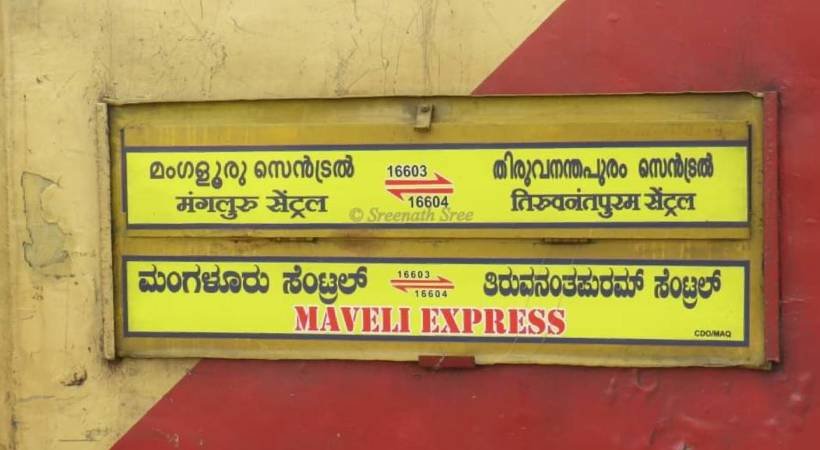 മംഗളൂരു സെൻട്രൽ 16603 തിരുവനന്തപുരം സെൻട്രൽ
मंगलुरु सेंट्रल 16604 तिरुवनंतपुरम सेंट्रल
© Sreenath Sree
ಮಂಗಳೂರು ಸೆಂಟ್ರಲ್ 16603 ತಿರುವನಂತಪುರಮ್ ಸೆಂಟ್ರಲ್
16604
MAVELI EXPRESS
CDO/MAQ